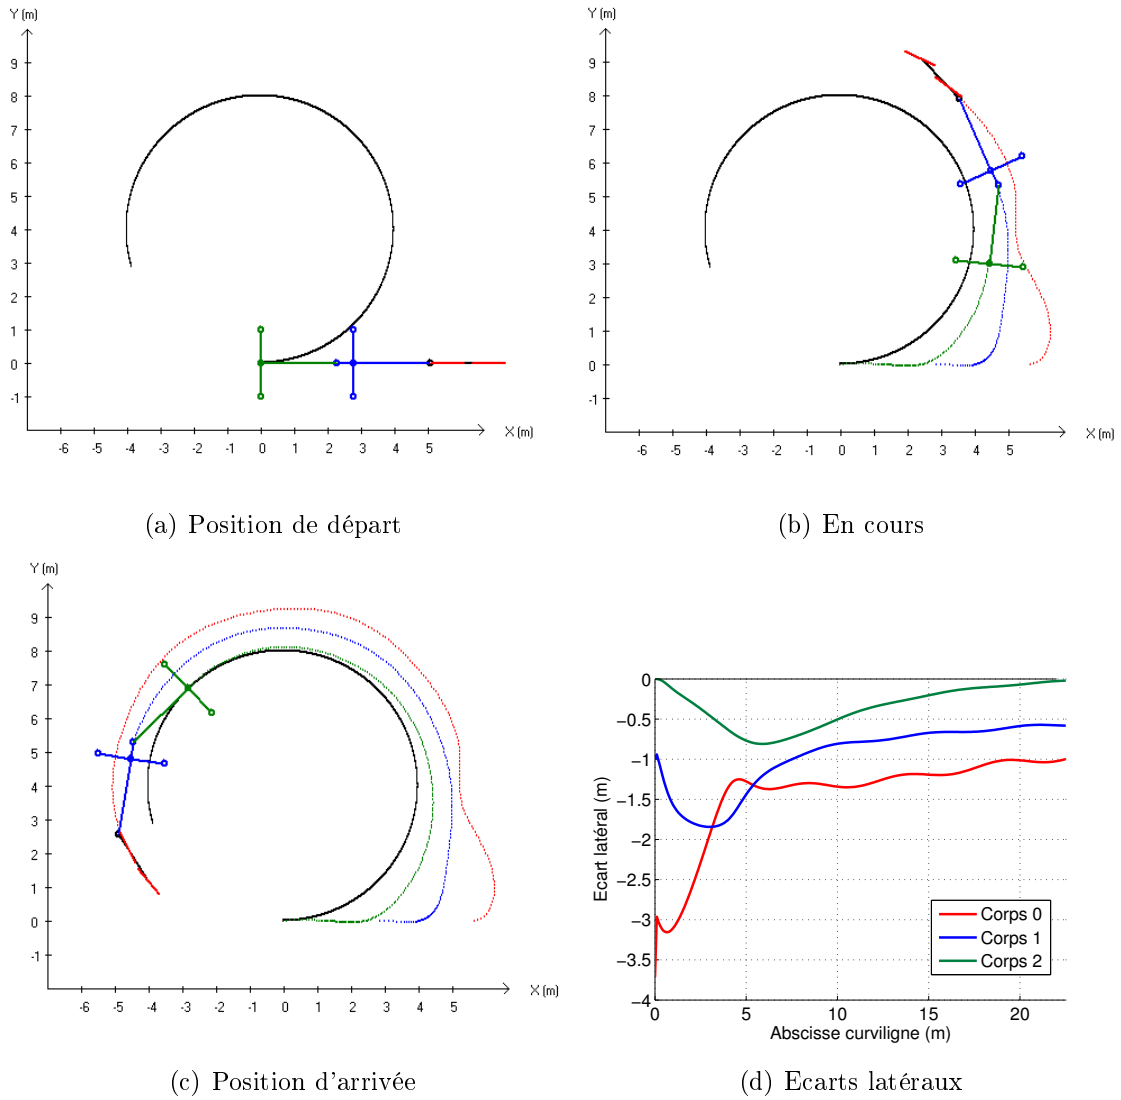 Y (m)
9
8
7
6
5
4
3
2
1
0
-1
-6 -5 -4 -3 -2 -1 0 1 2 3 4 5
X (m)
(a) Position de départ
Y (m)
9
8
7
6
5
4
3
2
1
0
-1
-6 -5 -4 -3 -2 -1 0 1 2 3 4 5
X (m)
(b) En cours
Y (m)
9
8
7
6
5
4
3
2
1
0
-1
-6 -5 -4 -3 -2 -1 0 1 2 3 4 5
X (m)
(c) Position d'arrivée
0
−0.5
−1
−1.5
−2
−2.5
−3
−3.5
−4
Ecart latéral (m)
Corps 0
Corps 1
Corps 2
0 5 10 15 20
Abscisse curviligne (m)
(d) Ecarts latéraux